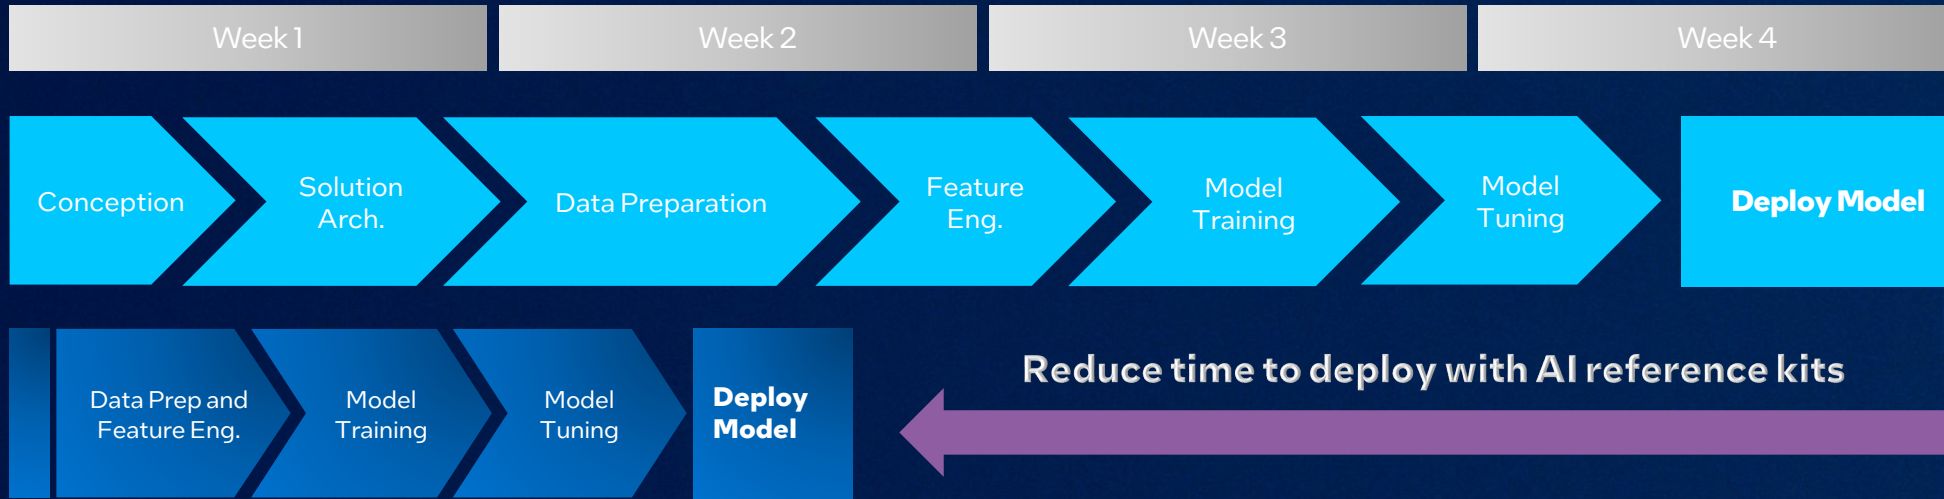 Week 1
Week 2
Week 3
Week 4
Conception
Solution
Arch.
Data Preparation
Feature
Eng.
Model
Training
Model
Tuning
Deploy Model
Data Prep and
Feature Eng.
Model
Training
Model
Tuning
Deploy
Model
Reduce time to deploy with AI reference kits